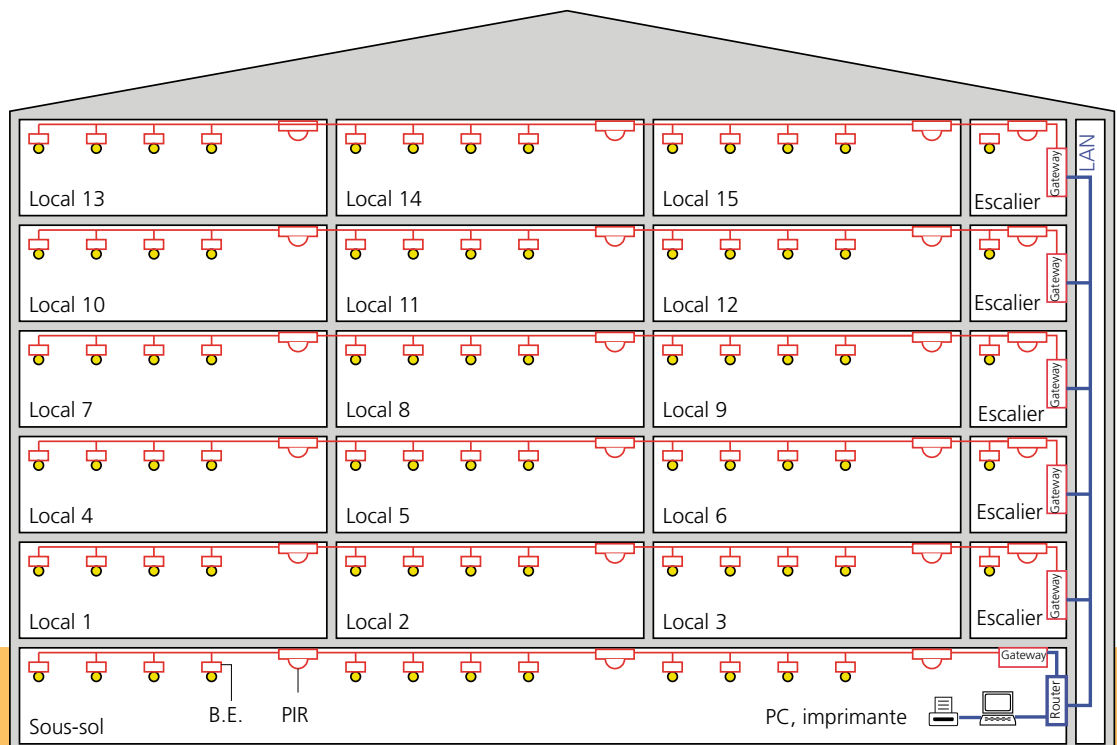 LAN
Local 13
Local 14
Local 15
Escalier
Gateway
Local 10
Local 11
Local 12
Escalier
Gateway
Local 7
Local 8
Local 9
Escalier
Gateway
Local 4
Local 5
Local 6
Escalier
Gateway
Local 1
Local 2
Local 3
Escalier
Gateway
Gateway
Router
Sous-sol
B.E.
PIR
PC, imprimante